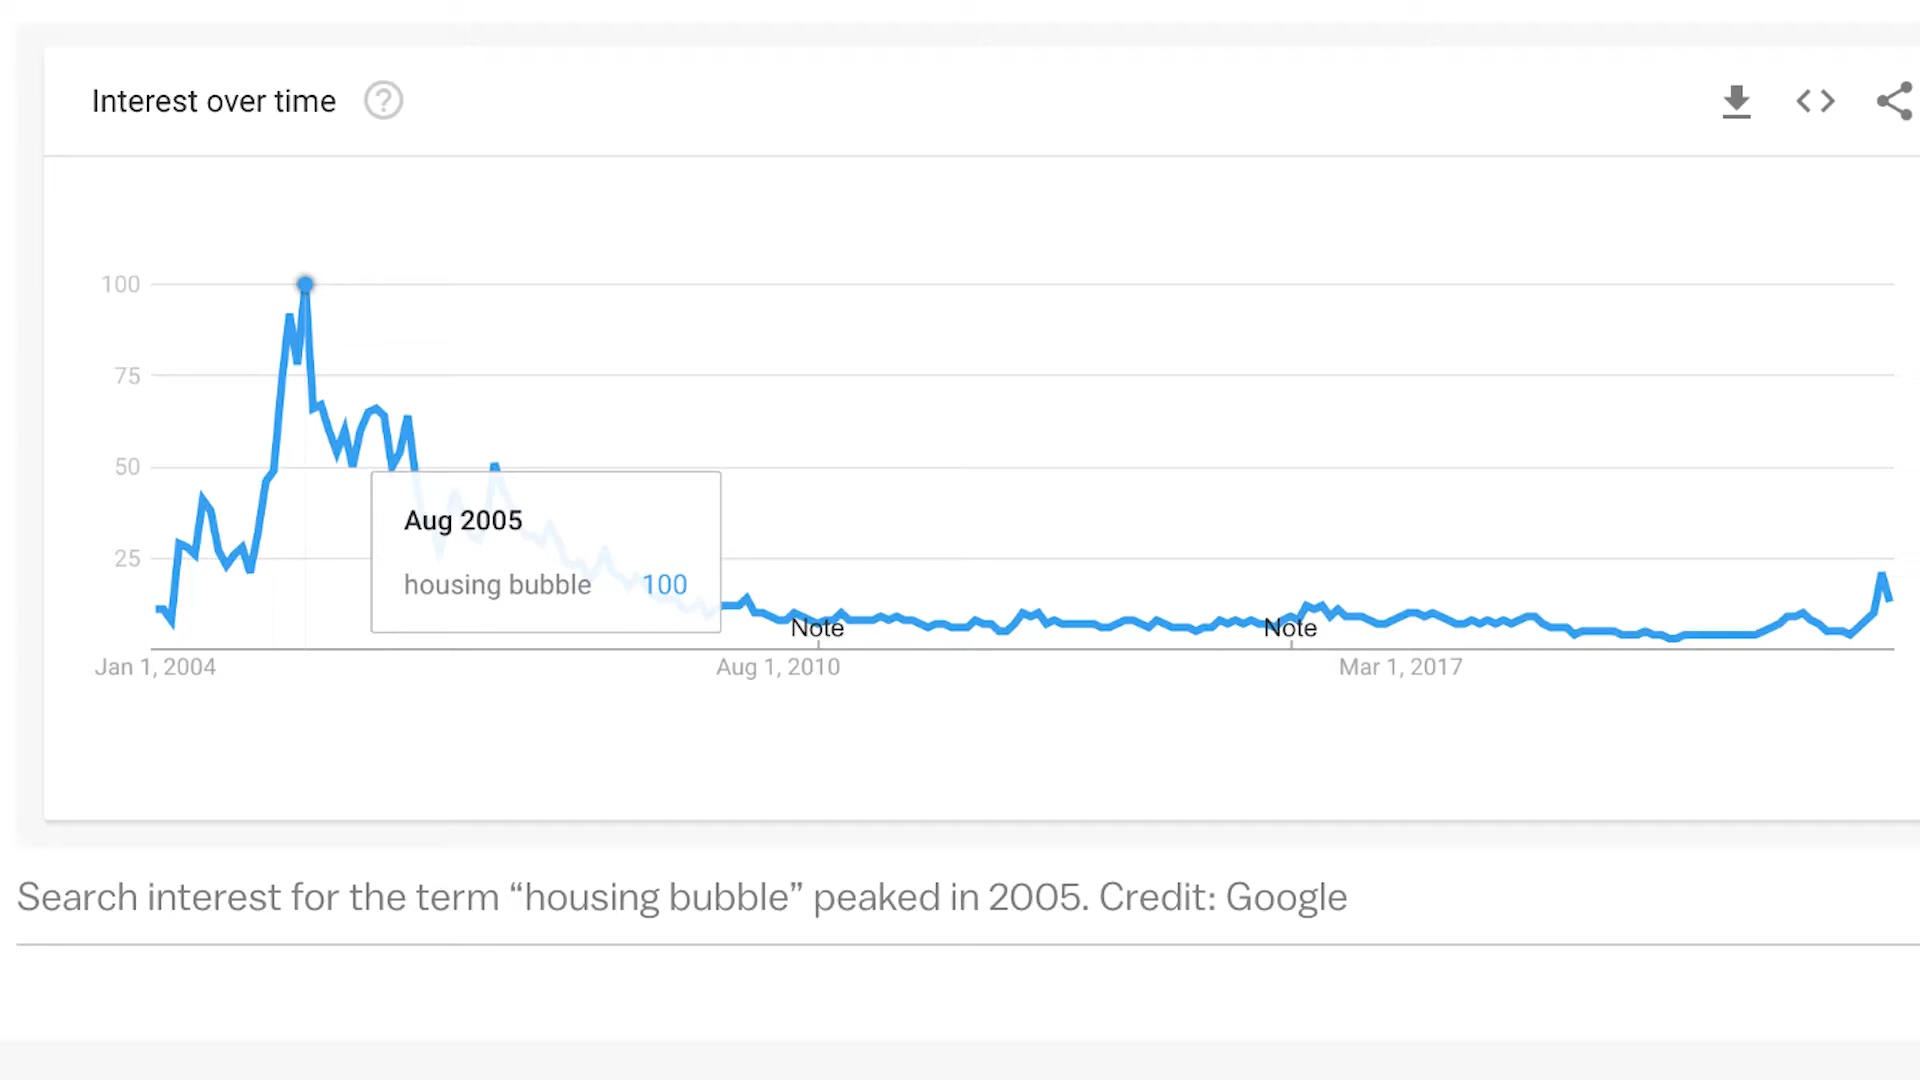 Interest over time
100
75
50
25
Aug 2005
housing bubble 100
Note
Note
Jan 1, 2004
Aug 1, 2010
Mar 1, 2017
Search interest for the term “housing bubble” peaked in 2005. Credit: Google